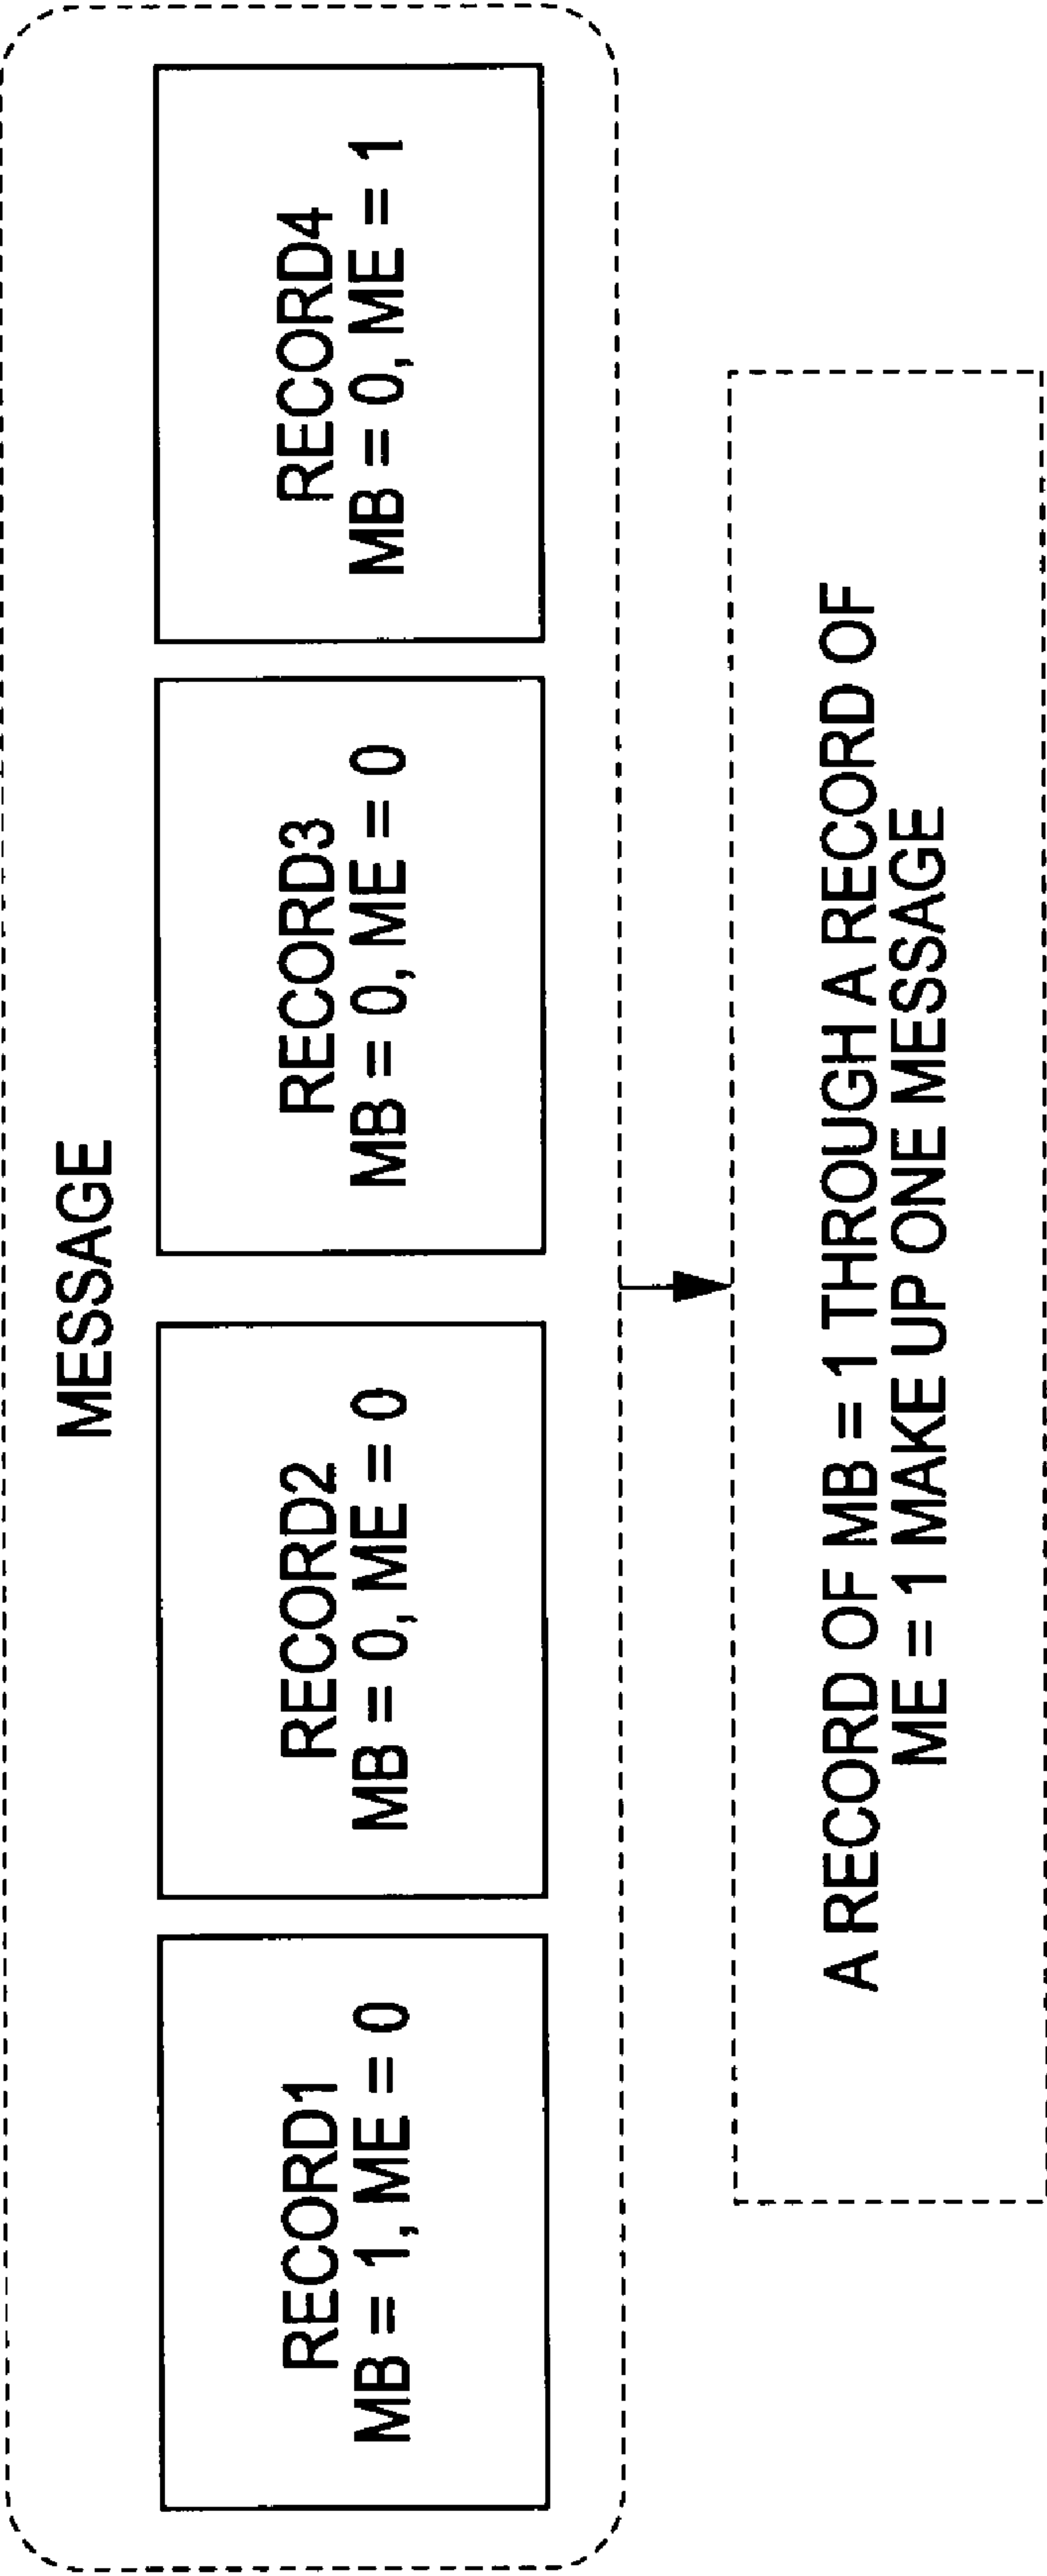 MESSAGE
RECORD1
MB = 1, ME = 0
RECORD2
MB = 0, ME = 0
RECORD3
MB = 0, ME = 0
RECORD4
MB = 0, ME = 1
A RECORD OF MB = 1 THROUGH A RECORD OF
ME = 1 MAKE UP ONE MESSAGE